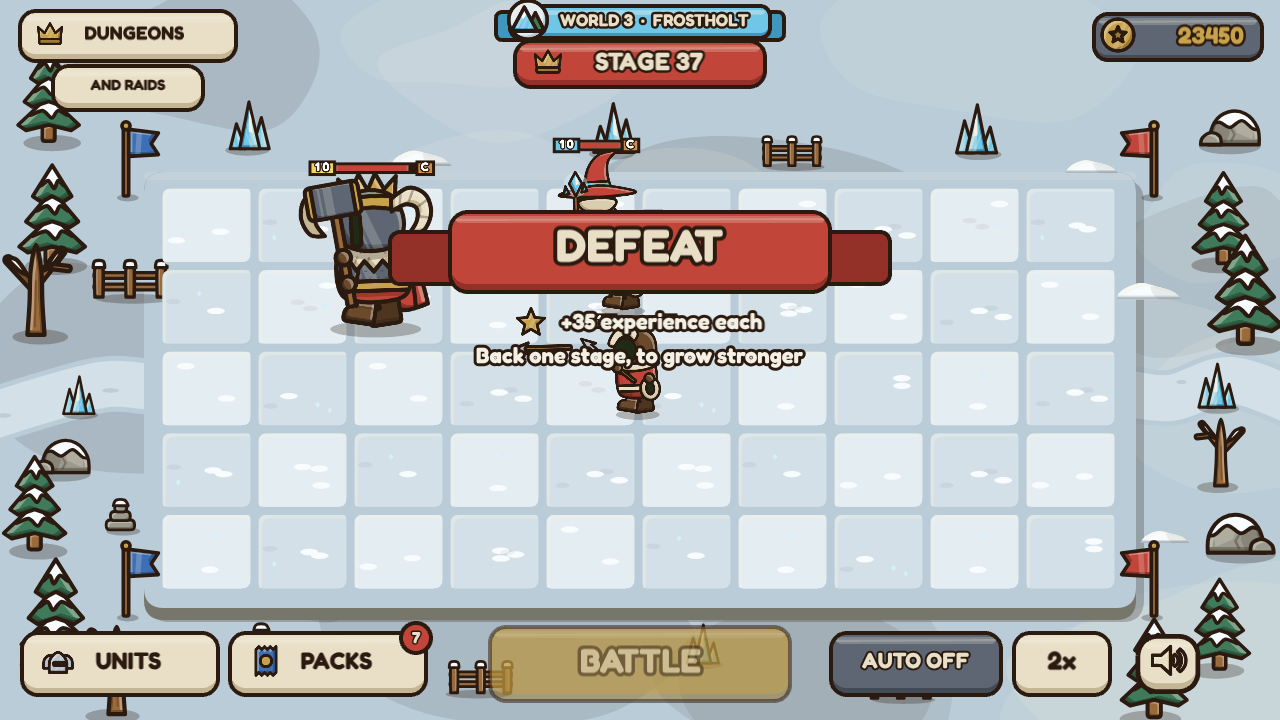 DUNGEONS
AND RAIDS
WORLD 3 • FROSTHOLT
STAGE 37
23450
10 C
10 C
DEFEAT
+35 experience each
Back one stage, to grow stronger
UNITS
PACKS
7
BATTLE
AUTO OFF
2x